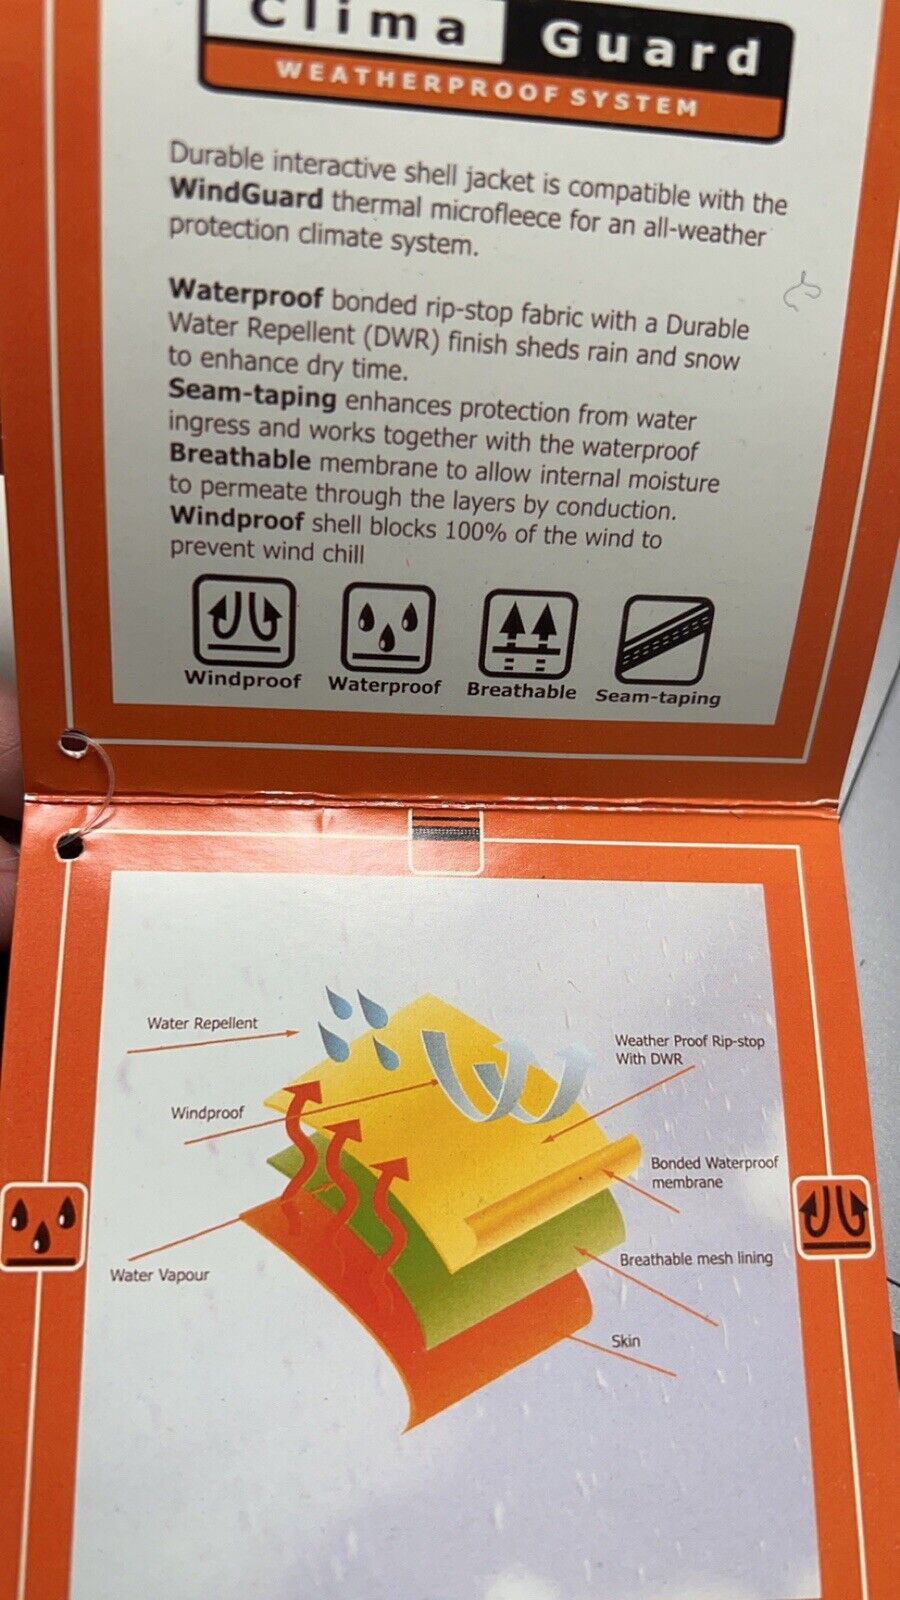 Clima Guard
WEATHERPROOF SYSTEM
Durable interactive shell jacket is compatible with the
WindGuard thermal microfleece for an all-weather
protection climate system.
Waterproof bonded rip-stop fabric with a Durable
Water Repellent (DWR) finish sheds rain and snow
to enhance dry time.
Seam-taping enhances protection from water
ingress and works together with the waterproof
Breathable membrane to allow internal moisture
to permeate through the layers by conduction.
Windproof shell blocks 100% of the wind to
prevent wind chill
Windproof
Waterproof
Breathable
Seam-taping
Water Repellent
Weather Proof Rip-stop
With DWR
Windproof
Bonded Waterproof
membrane
Breathable mesh lining
Water Vapour
Skin